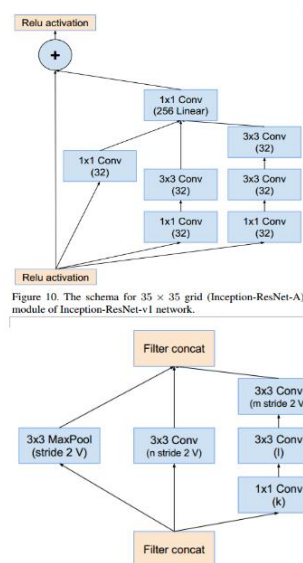 Relu activation
+
1x1 Conv
(256 Linear)
3x3 Conv
(32)
1x1 Conv
(32)
3x3 Conv
(32)
3x3 Conv
(32)
1x1 Conv
(32)
1x1 Conv
(32)
Relu activation
Figure 10. The schema for 35 × 35 grid (Inception-ResNet-A)
module of Inception-ResNet-v1 network.
Filter concat
3x3 Conv
(m stride 2 V)
3x3 MaxPool
(stride 2 V)
3x3 Conv
(n stride 2 V)
3x3 Conv
(l)
1x1 Conv
(k)
Filter concat